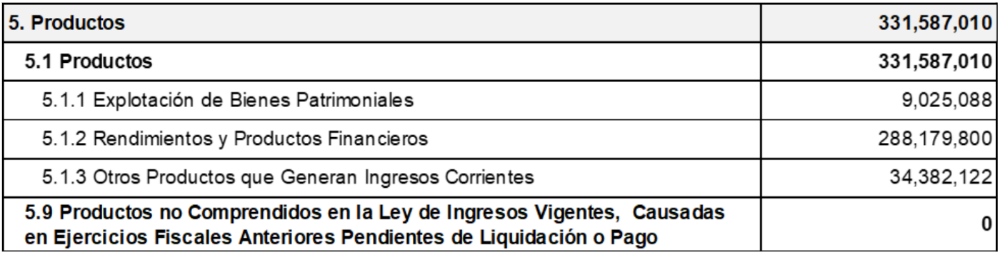 5. Productos 331,587,010
5.1 Productos 331,587,010
5.1.1 Explotación de Bienes Patrimoniales 9,025,088
5.1.2 Rendimientos y Productos Financieros 288,179,800
5.1.3 Otros Productos que Generan Ingresos Corrientes 34,382,122
5.9 Productos no Comprendidos en la Ley de Ingresos Vigentes, Causadas
en Ejercicios Fiscales Anteriores Pendientes de Liquidación o Pago 0